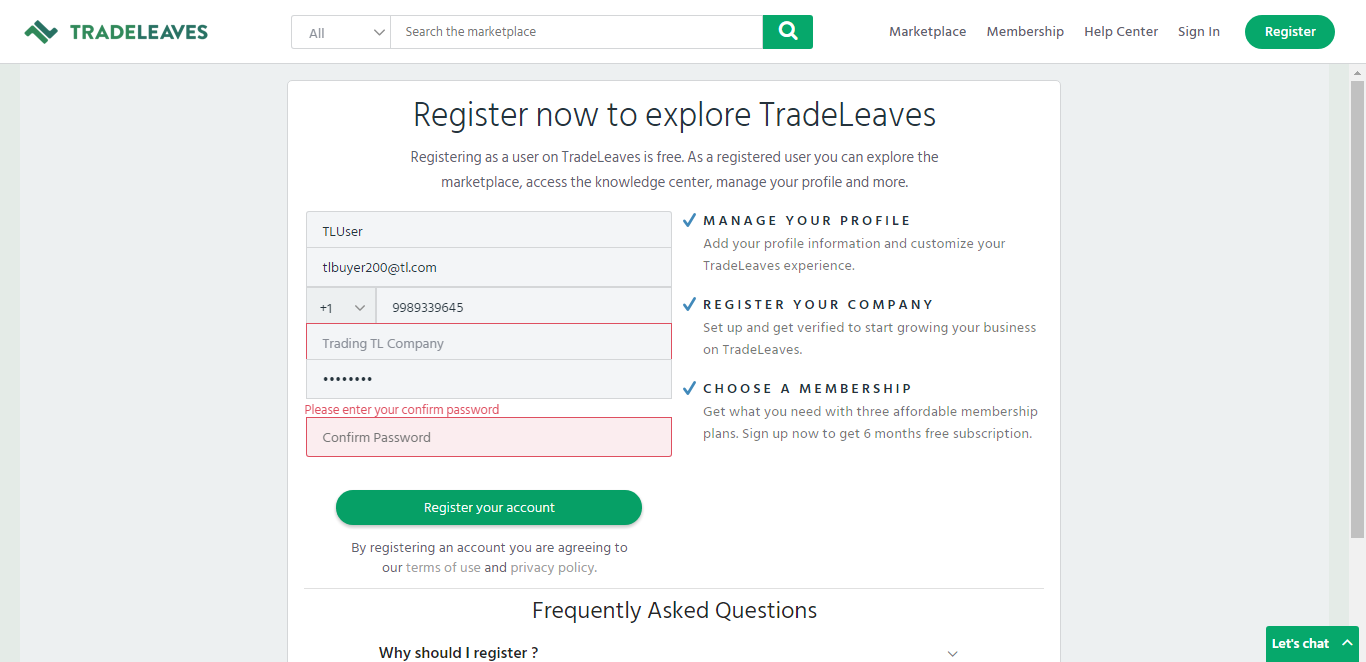 TRADELEAVES
All
Search the marketplace
Marketplace
Membership
Help Center
Sign In
Register
Register now to explore TradeLeaves
Registering as a user on TradeLeaves is free. As a registered user you can explore the
marketplace, access the knowledge center, manage your profile and more.
TLUser
tlbuyer200@tl.com
+1
9989339645
Trading TL Company
••••••••
Please enter your confirm password
Confirm Password
Register your account
By registering an account you are agreeing to
our terms of use and privacy policy.
MANAGE YOUR PROFILE
Add your profile information and customize your
TradeLeaves experience.
REGISTER YOUR COMPANY
Set up and get verified to start growing your business
on TradeLeaves.
CHOOSE A MEMBERSHIP
Get what you need with three affordable membership
plans. Sign up now to get 6 months free subscription.
Frequently Asked Questions
Why should I register ?
Let's chat